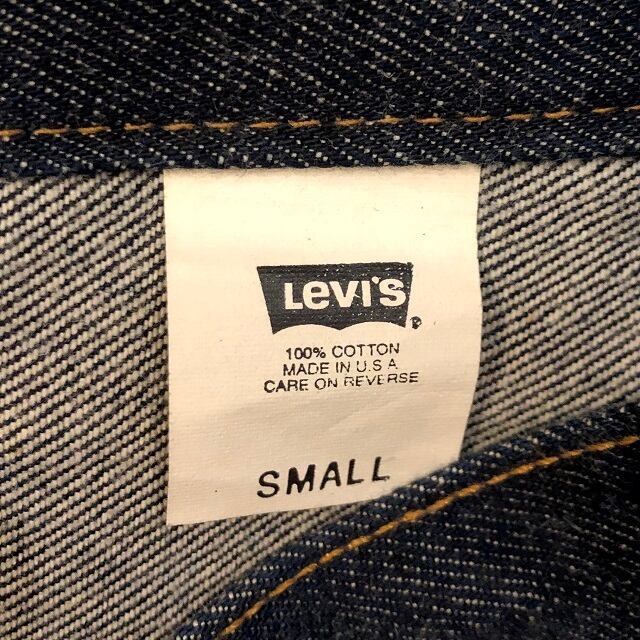 LEVI'S
®
100% COTTON
MADE IN U.S.A
CARE ON REVERSE
SMALL